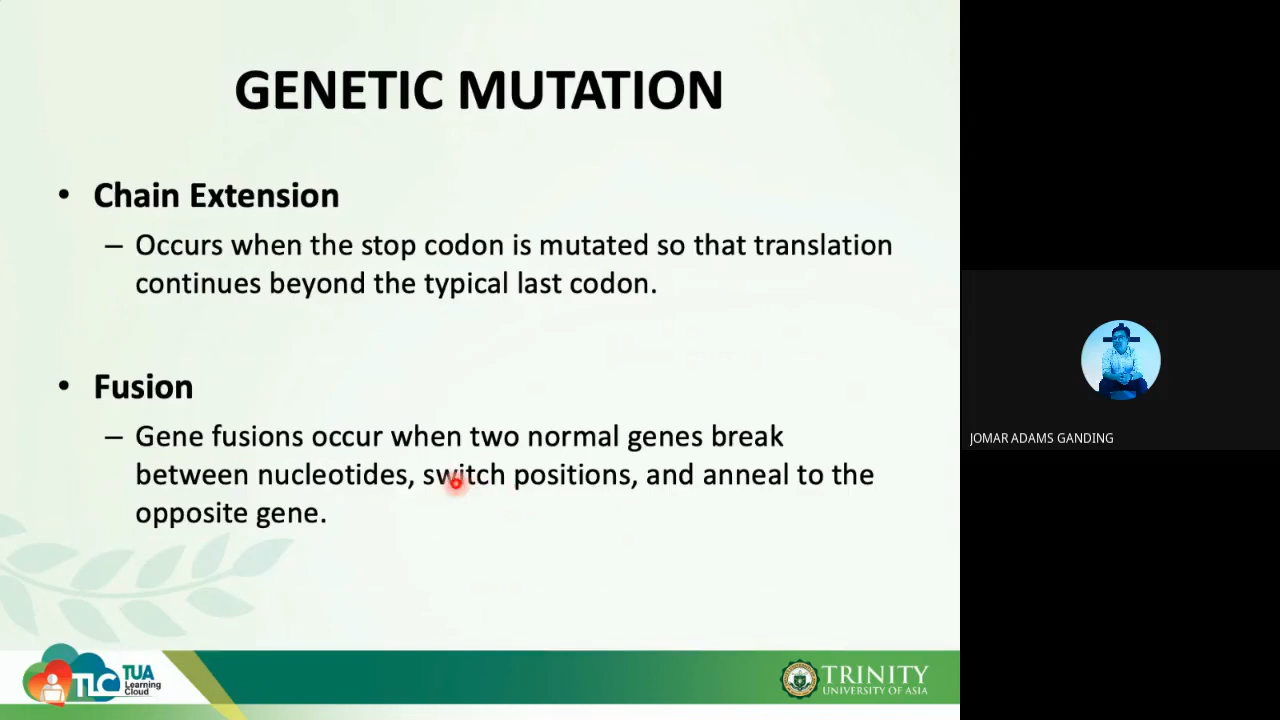 GENETIC MUTATION
• Chain Extension
– Occurs when the stop codon is mutated so that translation
continues beyond the typical last codon.
• Fusion
– Gene fusions occur when two normal genes break
between nucleotides, switch positions, and anneal to the
opposite gene.
JOMAR ADAMS GANDING
TLC
TUA
Learning
Cloud
TRINITY
UNIVERSITY OF ASIA